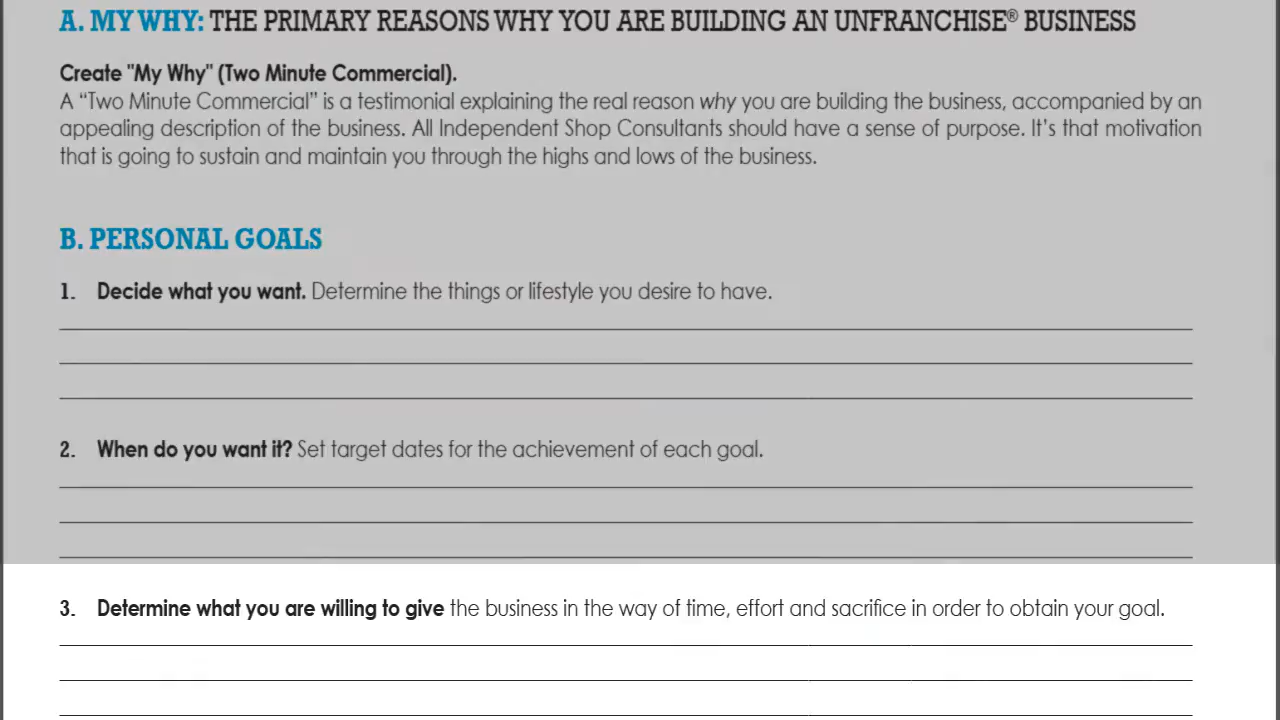 A. MY WHY: THE PRIMARY REASONS WHY YOU ARE BUILDING AN UNFRANCHISE® BUSINESS
Create "My Why" (Two Minute Commercial).
A “Two Minute Commercial” is a testimonial explaining the real reason why you are building the business, accompanied by an
appealing description of the business. All Independent Shop Consultants should have a sense of purpose. It’s that motivation
that is going to sustain and maintain you through the highs and lows of the business.
B. PERSONAL GOALS
1. Decide what you want. Determine the things or lifestyle you desire to have.
2. When do you want it? Set target dates for the achievement of each goal.
3. Determine what you are willing to give the business in the way of time, effort and sacrifice in order to obtain your goal.